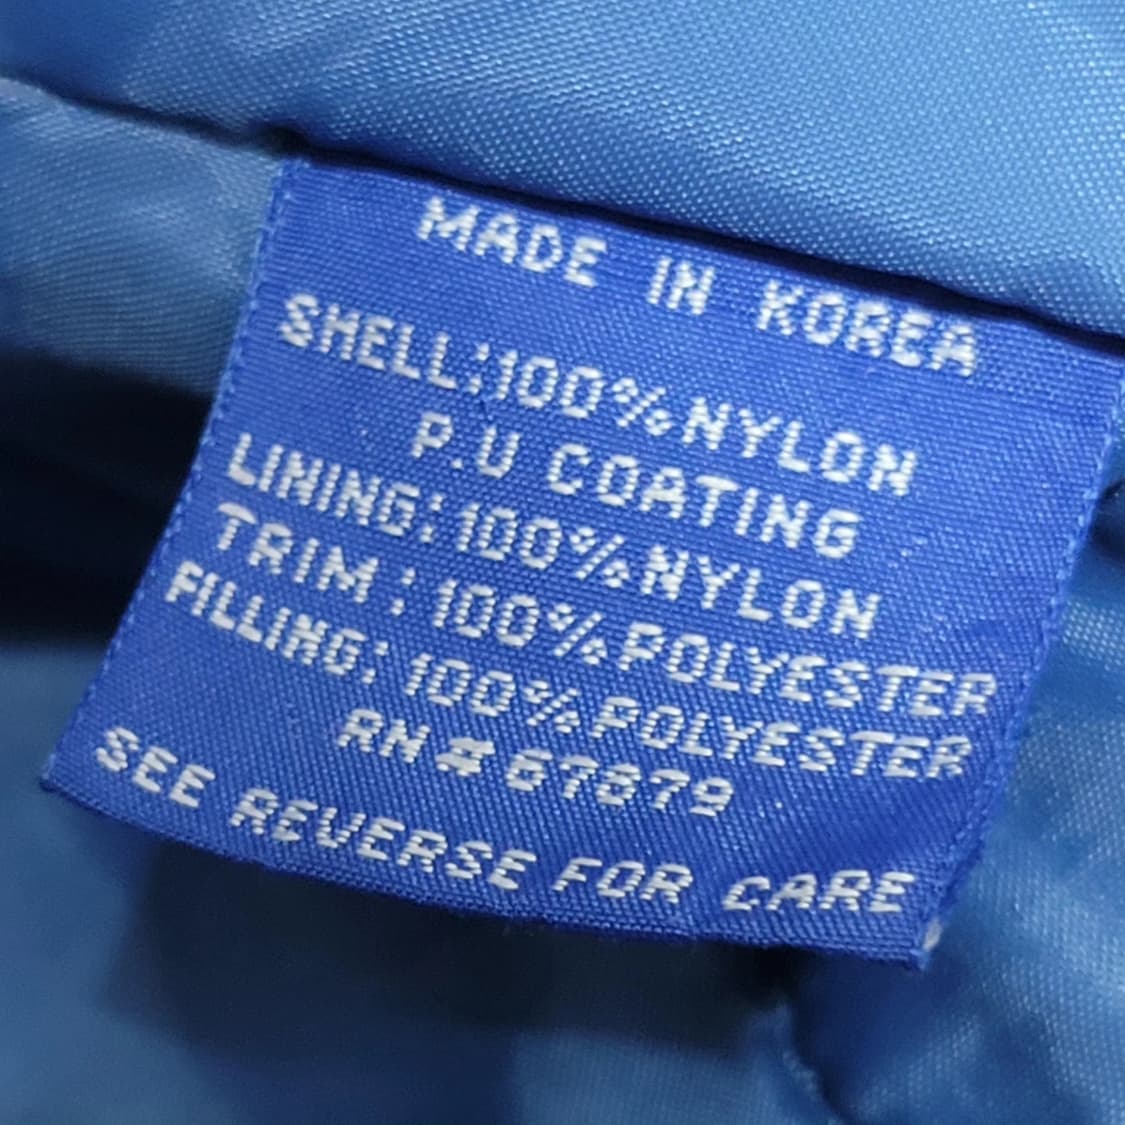 MADE IN KOREA
SHELL:100%NYLON
P.U COATING
LINING:100%NYLON
TRIM:100%POLYESTER
FILLING:100%POLYESTER
RN#67879
SEE REVERSE FOR CARE